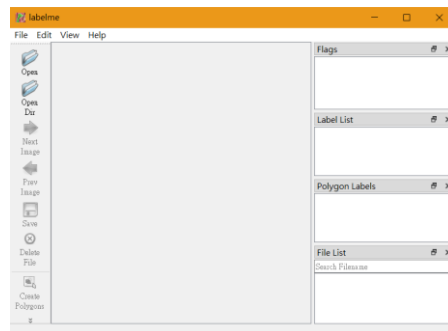 labelme
File Edit View Help
Open
Open
Dir
Next
Image
Prev
Image
Save
Delete
File
Create
Polygons
Flags
Label List
Polygon Labels
File List
Search Filename